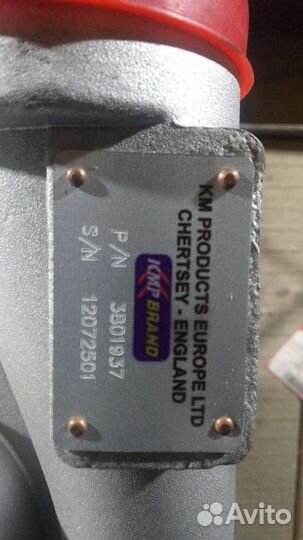 KM PRODUCTS EUROPE LTD
CHERTSEY - ENGLAND
KMP BRAND
P/N 3801937
S/N 12072501
Avito